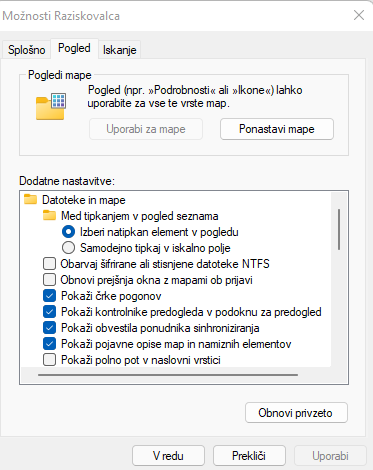 Možnosti Raziskovalca
Splošno
Pogled
Iskanje
Pogledi mape
Pogled (npr. »Podrobnosti« ali »Ikone«) lahko
uporabite za vse te vrste map.
Uporabi za mape
Ponastavi mape
Dodatne nastavitve:
Datoteke in mape
Med tipkanjem v pogled seznama
Izberi natipkan element v pogledu
Samodejno tipkaj v iskalno polje
Obarvaj šifrirane ali stisnjene datoteke NTFS
Obnovi prejšnja okna z mapami ob prijavi
Pokaži črke pogonov
Pokaži kontrolnike predogleda v podoknu za predogled
Pokaži obvestila ponudnika sinhroniziranja
Pokaži pojavne opise map in namiznih elementov
Pokaži polno pot v naslovni vrstici
Obnovi privzeto
V redu
Prekliči
Uporabi